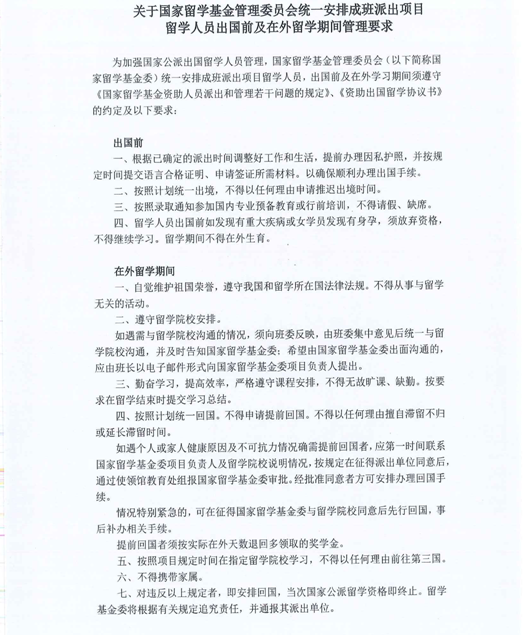 关于国家留学基金管理委员会统一安排成班派出项目
留学人员出国前及在外留学期间管理要求
为加强国家公派出国留学人员管理，国家留学基金管理委员会（以下简称国
家留学基金委）统一安排成班派出项目留学人员，出国前及在外学习期间须遵守
《国家留学基金资助人员派出和管理若干问题的规定》、《资助出国留学协议书》
的约定及以下要求：
出国前
一、根据已确定的派出时间调整好工作和生活，提前办理因私护照，并按规
定时间提交语言合格证明、申请签证所需材料。以确保顺利办理出国手续。
二、按照计划统一出境，不得以任何理由申请推迟出境时间。
三、按照录取通知参加国内专业预备教育或行前培训，不得请假、缺席。
四、留学人员出国前如发现有重大疾病或女学员发现有身孕，须放弃资格，
不得继续学习。留学期间不得在外生育。
在外留学期间
一、自觉维护祖国荣誉，遵守我国和留学所在国法律法规。不得从事与留学
无关的活动。
二、遵守留学院校安排。
如遇需与留学院校沟通的情况，须向班委反映，由班委集中意见后统一与留
学院校沟通，并及时告知国家留学基金委；希望由国家留学基金委出面沟通的，
应由班长以电子邮件形式向国家留学基金委项目负责人提出。
三、勤奋学习，提高效率，严格遵守课程安排，不得无故旷课、缺勤。按要
求在留学结束时提交学习总结。
四、按照计划统一回国。不得申请提前回国。不得以任何理由擅自滞留不归
或延长滞留时间。
如遇个人或家人健康原因及不可抗力情况确需提前回国者，应第一时间联系
国家留学基金委项目负责人及留学院校说明情况，按规定在征得派出单位同意后，
通过使领馆教育处组报国家留学基金委审批。经批准同意者方可安排办理回国手
续。
情况特别紧急的，可在征得国家留学基金委与留学院校同意后先行回国，事
后补办相关手续。
提前回国者须按实际在外天数退回多领取的奖学金。
五、按照项目规定时间在指定留学院校学习，不得以任何理由前往第三国。
六、不得携带家属。
七、对违反以上规定者，即安排回国，当次国家公派留学资格即终止。留学
基金委将根据有关规定追究责任，并通报其派出单位。